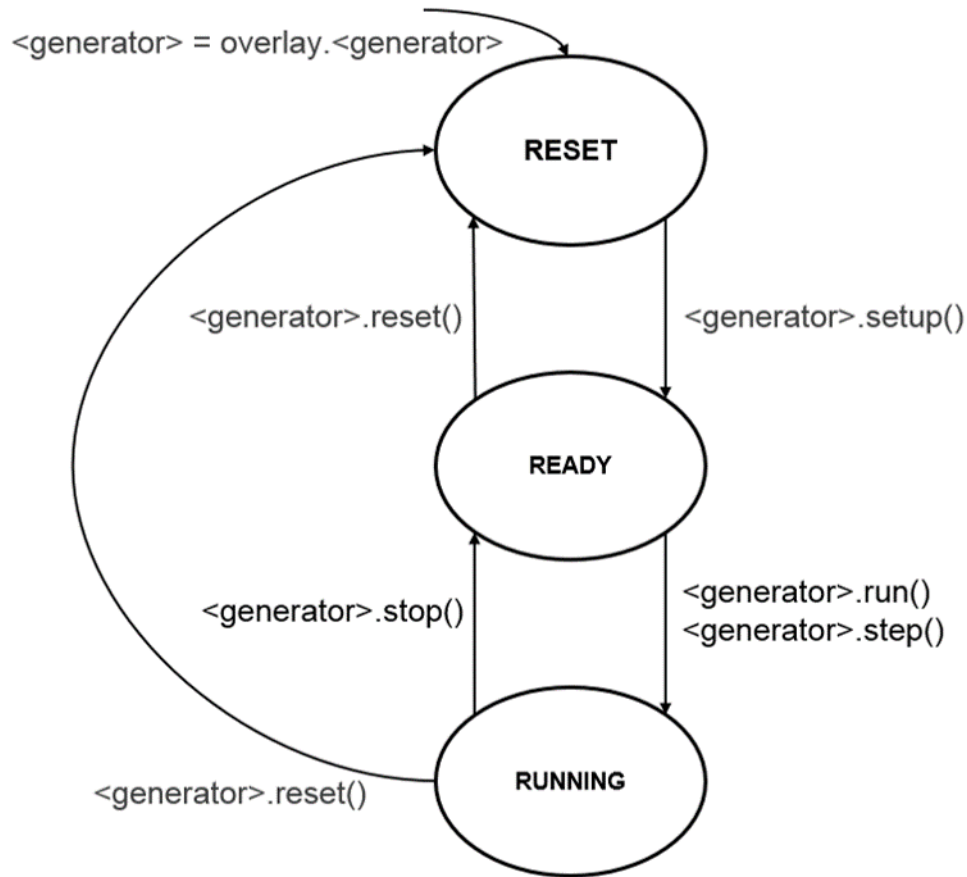 <generator> = overlay.<generator>
RESET
<generator>.reset()
<generator>.setup()
READY
<generator>.stop()
<generator>.run()
<generator>.step()
RUNNING
<generator>.reset()